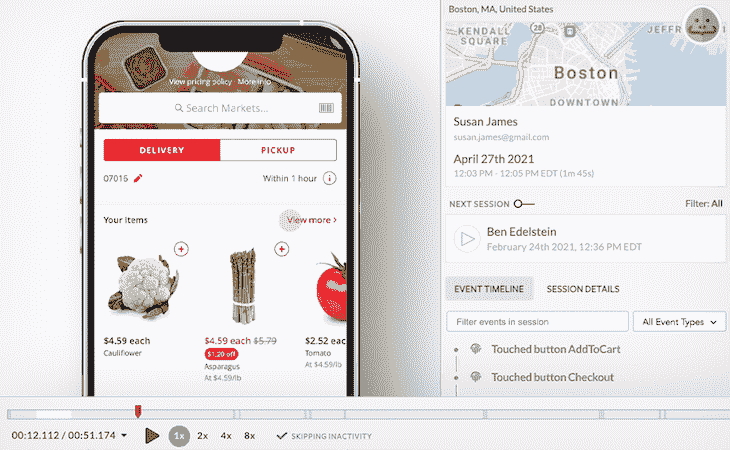 View pricing policy · More info
Search Markets...
DELIVERY
PICKUP
07016
Within 1 hour
Your Items
View more >
$4.59 each
Cauliflower
$4.59 each $5.79
$1.20 off
Asparagus
At $4.59/lb
$2.52 each
Tomato
At $4.59/lb
Boston, MA, United States
KENDALL
SQUARE
28
JEFFR
Boston
DOWNTOWN
Susan James
susan.james@gmail.com
April 27th 2021
12:03 PM - 12:05 PM EDT (1m 45s)
NEXT SESSION
Filter: All
Ben Edelstein
February 24th 2021, 12:36 PM EDT
EVENT TIMELINE
SESSION DETAILS
Filter events in session
All Event Types
Touched button AddToCart
Touched button Checkout
00:12.112 / 00:51.174
1x
2x
4x
8x
SKIPPING INACTIVITY